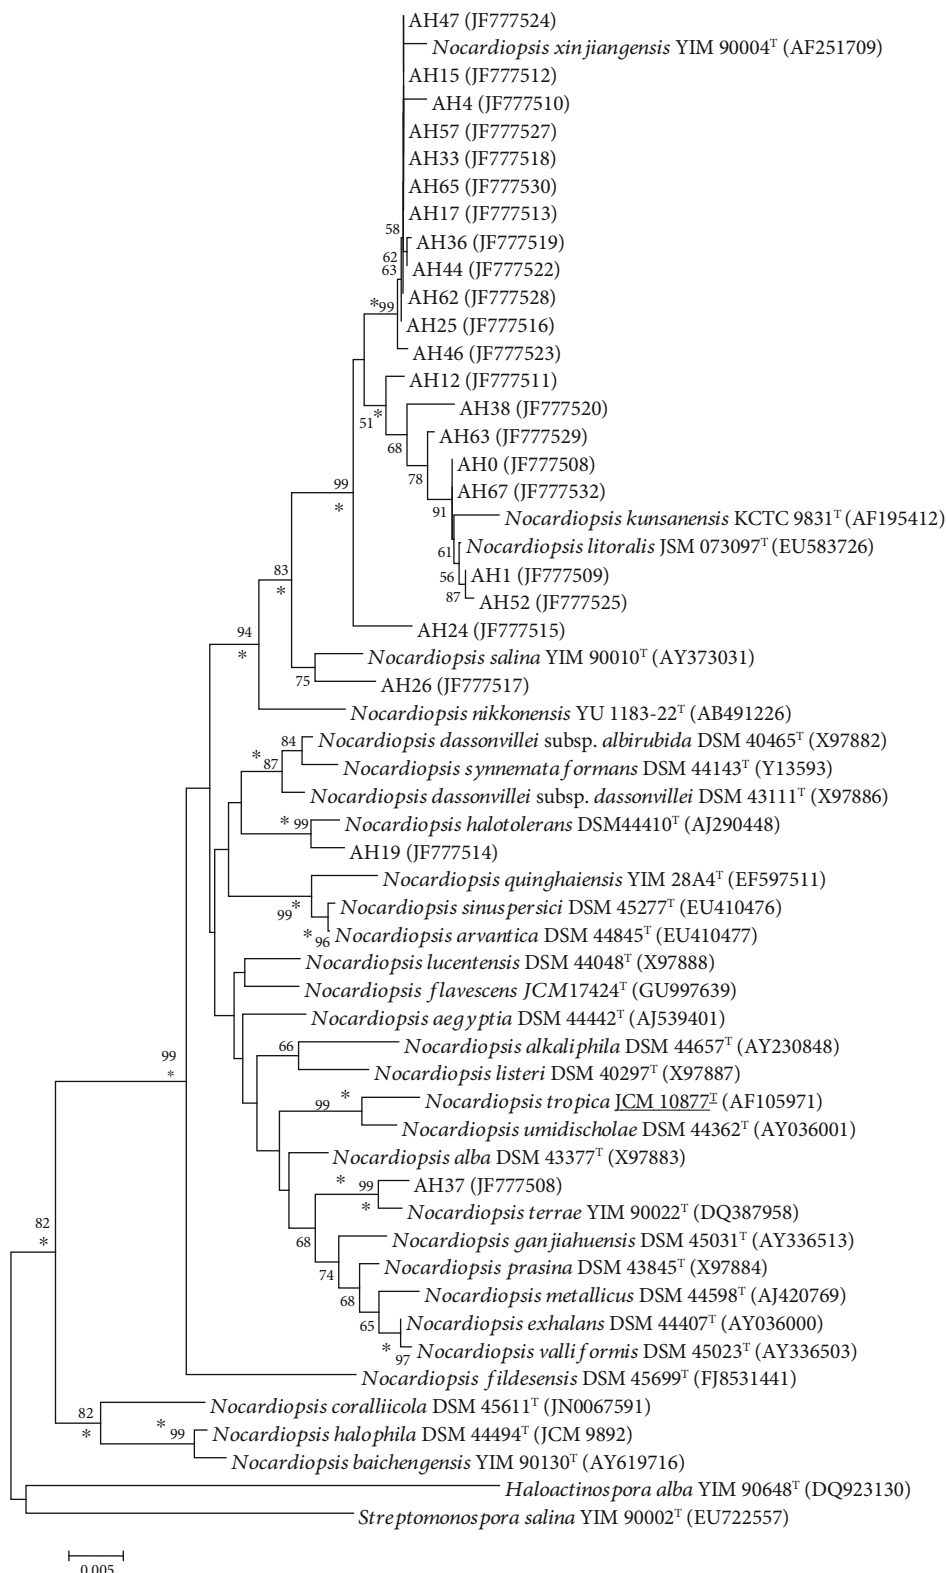 AH47 (JF777524)
Nocardiopsis xinjiangensis YIM 90004ᵀ (AF251709)
AH15 (JF777512)
AH4 (JF777510)
AH57 (JF777527)
AH33 (JF777518)
AH65 (JF777530)
AH17 (JF777513)
58
AH36 (JF777519)
62
63
AH44 (JF777522)
AH62 (JF777528)
*99
AH25 (JF777516)
AH46 (JF777523)
AH12 (JF777511)
51 *
AH38 (JF777520)
68
AH63 (JF777529)
AH0 (JF777508)
78
99
*
AH67 (JF777532)
91
Nocardiopsis kunsanensis KCTC 9831ᵀ (AF195412)
61
Nocardiopsis litoralis JSM 073097ᵀ (EU583726)
83
*
56
AH1 (JF777509)
87
AH52 (JF777525)
94
*
AH24 (JF777515)
Nocardiopsis salina YIM 90010ᵀ (AY373031)
75
AH26 (JF777517)
Nocardiopsis nikkonensis YU 1183-22ᵀ (AB491226)
84
Nocardiopsis dassonvillei subsp. albirubida DSM 40465ᵀ (X97882)
* 87
Nocardiopsis synnemataformans DSM 44143ᵀ (Y13593)
Nocardiopsis dassonvillei subsp. dassonvillei DSM 43111ᵀ (X97886)
* 99
Nocardiopsis halotolerans DSM44410ᵀ (AJ290448)
AH19 (JF777514)
Nocardiopsis quinghaiensis YIM 28A4ᵀ (EF597511)
99 *
Nocardiopsis sinuspersici DSM 45277ᵀ (EU410476)
* 96
Nocardiopsis arvantica DSM 44845ᵀ (EU410477)
Nocardiopsis lucentensis DSM 44048ᵀ (X97888)
Nocardiopsis flavescens JCM17424ᵀ (GU997639)
Nocardiopsis aegyptia DSM 44442ᵀ (AJ539401)
66
Nocardiopsis alkaliphila DSM 44657ᵀ (AY230848)
99
*
Nocardiopsis listeri DSM 40297ᵀ (X97887)
99 *
Nocardiopsis tropica JCM 10877ᵀ (AF105971)
Nocardiopsis umidischolae DSM 44362ᵀ (AY036001)
Nocardiopsis alba DSM 43377ᵀ (X97883)
* 99
*
AH37 (JF777508)
Nocardiopsis terrae YIM 90022ᵀ (DQ387958)
82
*
68
Nocardiopsis ganjiahuensis DSM 45031ᵀ (AY336513)
74
Nocardiopsis prasina DSM 43845ᵀ (X97884)
68
Nocardiopsis metallicus DSM 44598ᵀ (AJ420769)
65
Nocardiopsis exhalans DSM 44407ᵀ (AY036000)
* 97
Nocardiopsis valliformis DSM 45023ᵀ (AY336503)
Nocardiopsis fildesensis DSM 45699ᵀ (FJ8531441)
82
*
Nocardiopsis coralliicola DSM 45611ᵀ (JN0067591)
* 99
Nocardiopsis halophila DSM 44494ᵀ (JCM 9892)
Nocardiopsis baichengensis YIM 90130ᵀ (AY619716)
Haloactinospora alba YIM 90648ᵀ (DQ923130)
Streptomonospora salina YIM 90002ᵀ (EU722557)
0.005